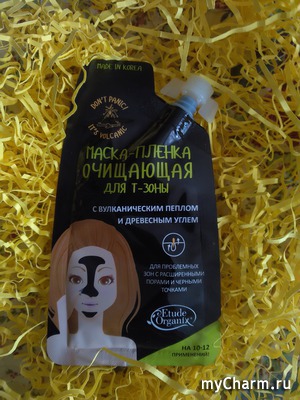 MADE IN KOREA
DON'T PANIC!
IT'S VOLCANIC
МАСКА-ПЛЕНКА
ОЧИЩАЮЩАЯ
ДЛЯ Т-ЗОНЫ
С ВУЛКАНИЧЕСКИМ ПЕПЛОМ
И ДРЕВЕСНЫМ УГЛЕМ
ДЛЯ ПРОБЛЕМНЫХ
ЗОН С РАСШИРЕННЫМИ
ПОРАМИ И ЧЕРНЫМИ
ТОЧКАМИ
Etude
Organix
НА 10-12
ПРИМЕНЕНИЙ
myCharm.ru